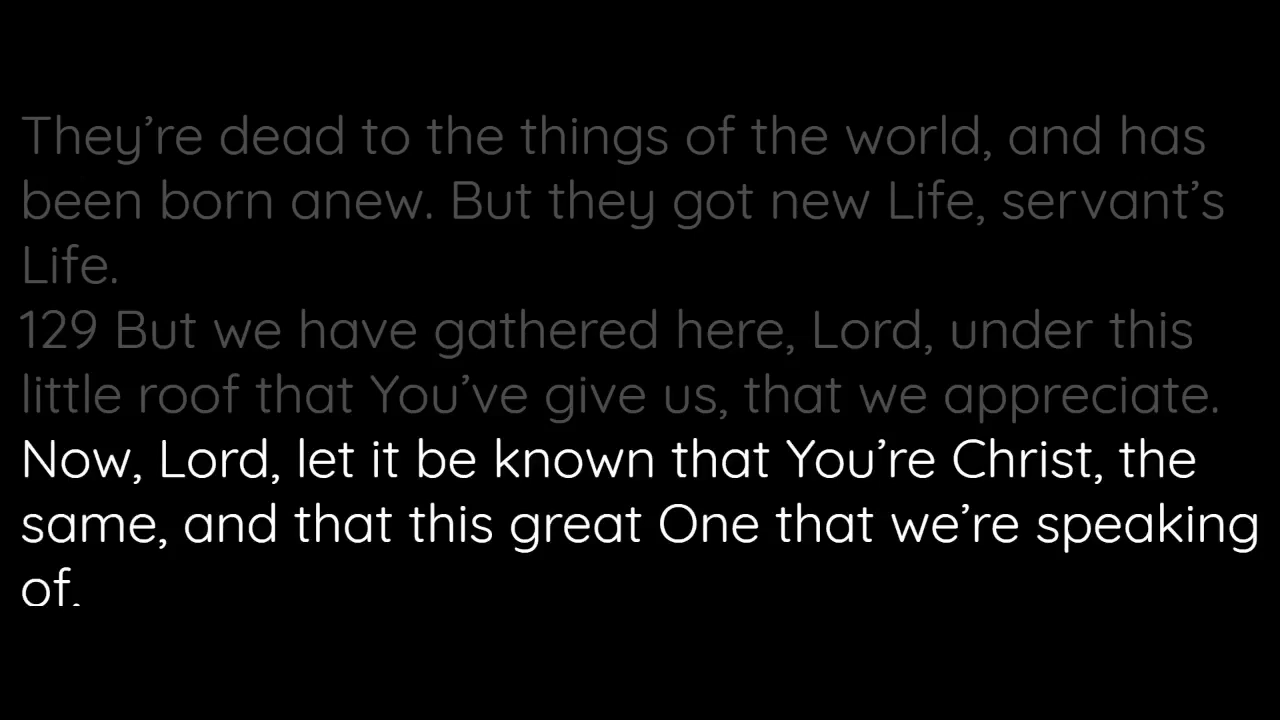 They’re dead to the things of the world, and has
been born anew. But they got new Life, servant’s
Life.
129 But we have gathered here, Lord, under this
little roof that You’ve give us, that we appreciate.
Now, Lord, let it be known that You’re Christ, the
same, and that this great One that we’re speaking
of.